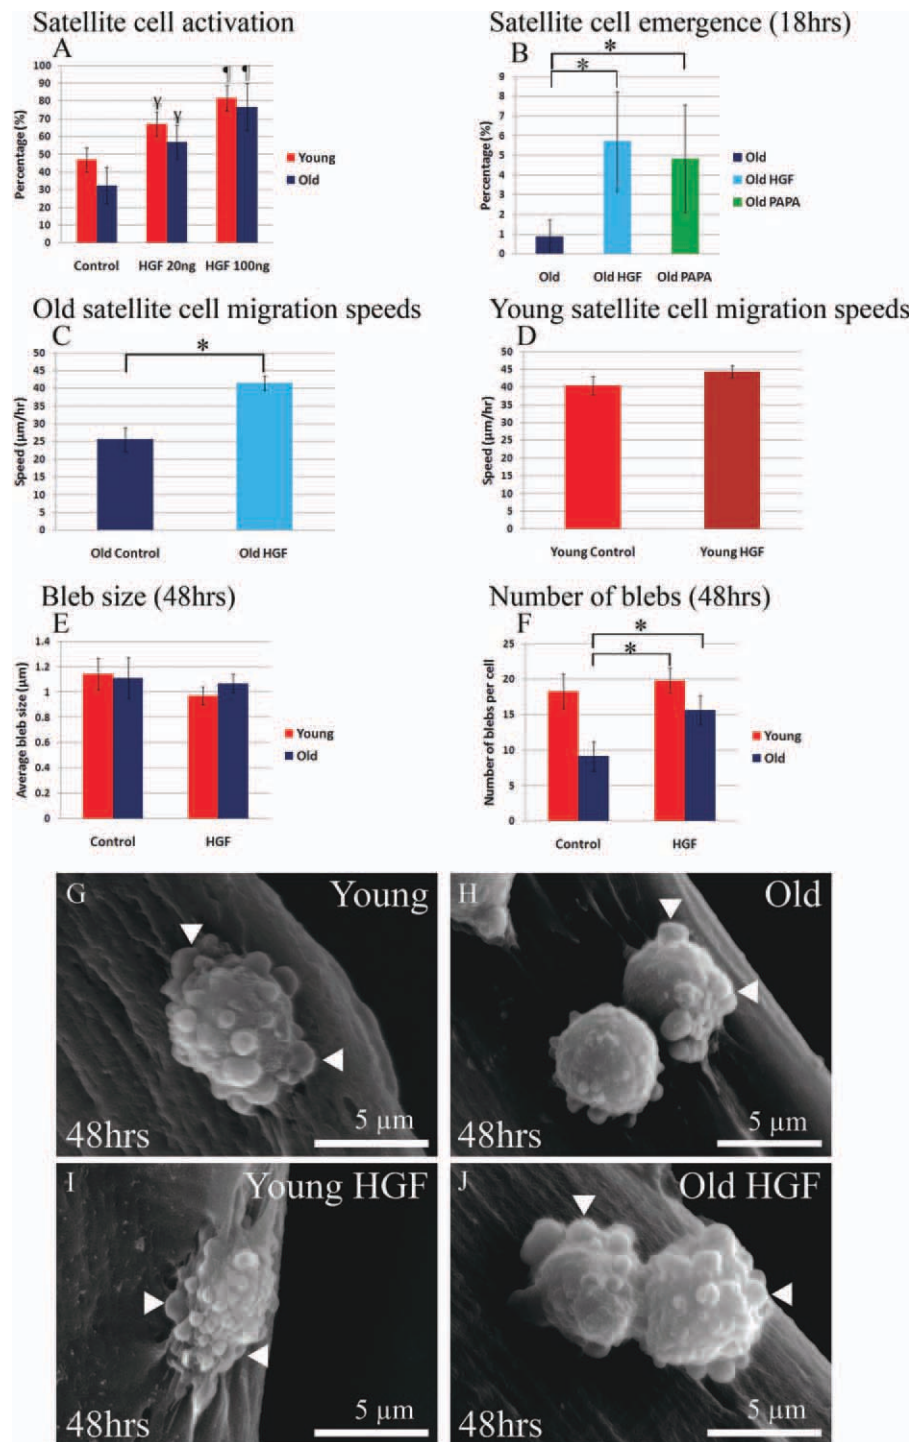 Satellite cell activation
A
Percentage (%)
100
90
80
70
60
50
40
30
20
10
0
γ
γ
¶
¶
Control
HGF 20ng
HGF 100ng
Young
Old
Satellite cell emergence (18hrs)
B
Percentage (%)
9
8
7
6
5
4
3
2
1
0
*
*
Old
Old HGF
Old PAPA
Old
Old HGF
Old PAPA
Old satellite cell migration speeds
C
Speed (µm/hr)
50
45
40
35
30
25
20
15
10
5
0
*
Old Control
Old HGF
Young satellite cell migration speeds
D
Speed (µm/hr)
50
45
40
35
30
25
20
15
10
5
0
Young Control
Young HGF
Bleb size (48hrs)
E
Average bleb size (µm)
1.4
1.2
1
0.8
0.6
0.4
0.2
0
Control
HGF
Young
Old
Number of blebs (48hrs)
F
Number of blebs per cell
25
20
15
10
5
0
*
*
Control
HGF
Young
Old
G
Young
48hrs
5 µm
H
Old
48hrs
5 µm
I
Young HGF
48hrs
5 µm
J
Old HGF
48hrs
5 µm